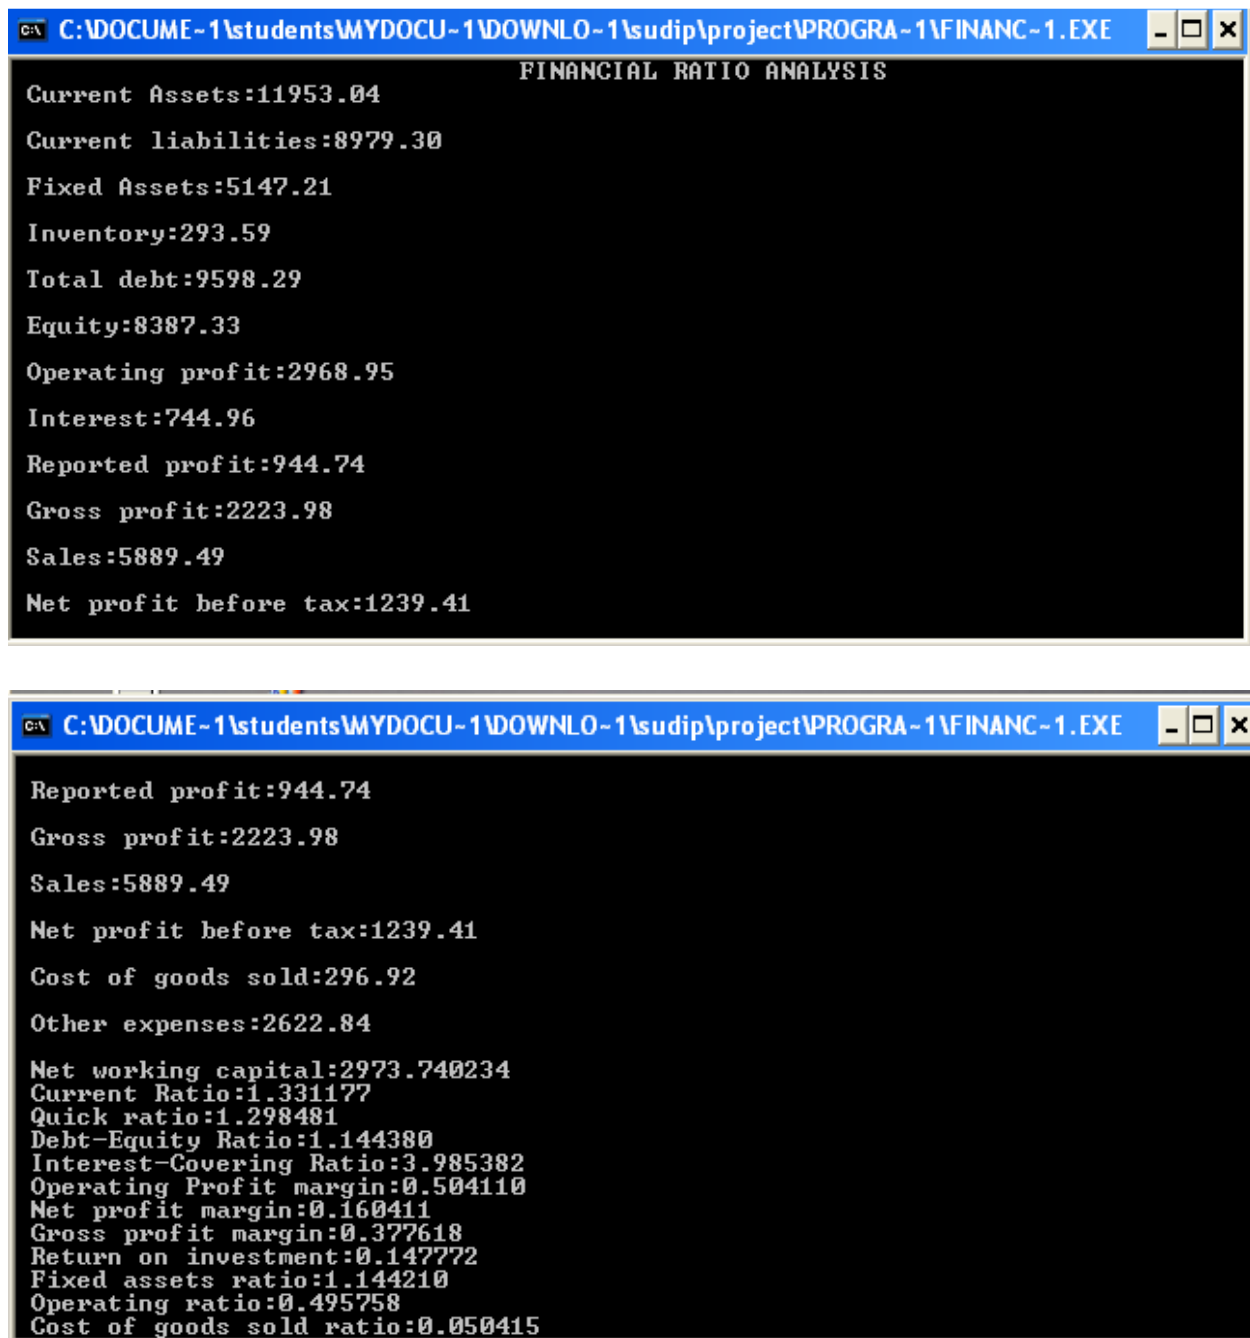 C:\DOCUME~1\students\MYDOCU~1\DOWNLO~1\sudip\project\PROGRA~1\FINANC~1.EXE
FINANCIAL RATIO ANALYSIS
Current Assets:11953.04
Current liabilities:8979.30
Fixed Assets:5147.21
Inventory:293.59
Total debt:9598.29
Equity:8387.33
Operating profit:2968.95
Interest:744.96
Reported profit:944.74
Gross profit:2223.98
Sales:5889.49
Net profit before tax:1239.41
C:\DOCUME~1\students\MYDOCU~1\DOWNLO~1\sudip\project\PROGRA~1\FINANC~1.EXE
Reported profit:944.74
Gross profit:2223.98
Sales:5889.49
Net profit before tax:1239.41
Cost of goods sold:296.92
Other expenses:2622.84
Net working capital:2973.740234
Current Ratio:1.331177
Quick ratio:1.298481
Debt-Equity Ratio:1.144380
Interest-Covering Ratio:3.985382
Operating Profit margin:0.504110
Net profit margin:0.160411
Gross profit margin:0.377618
Return on investment:0.147772
Fixed assets ratio:1.144210
Operating ratio:0.495758
Cost of goods sold ratio:0.050415